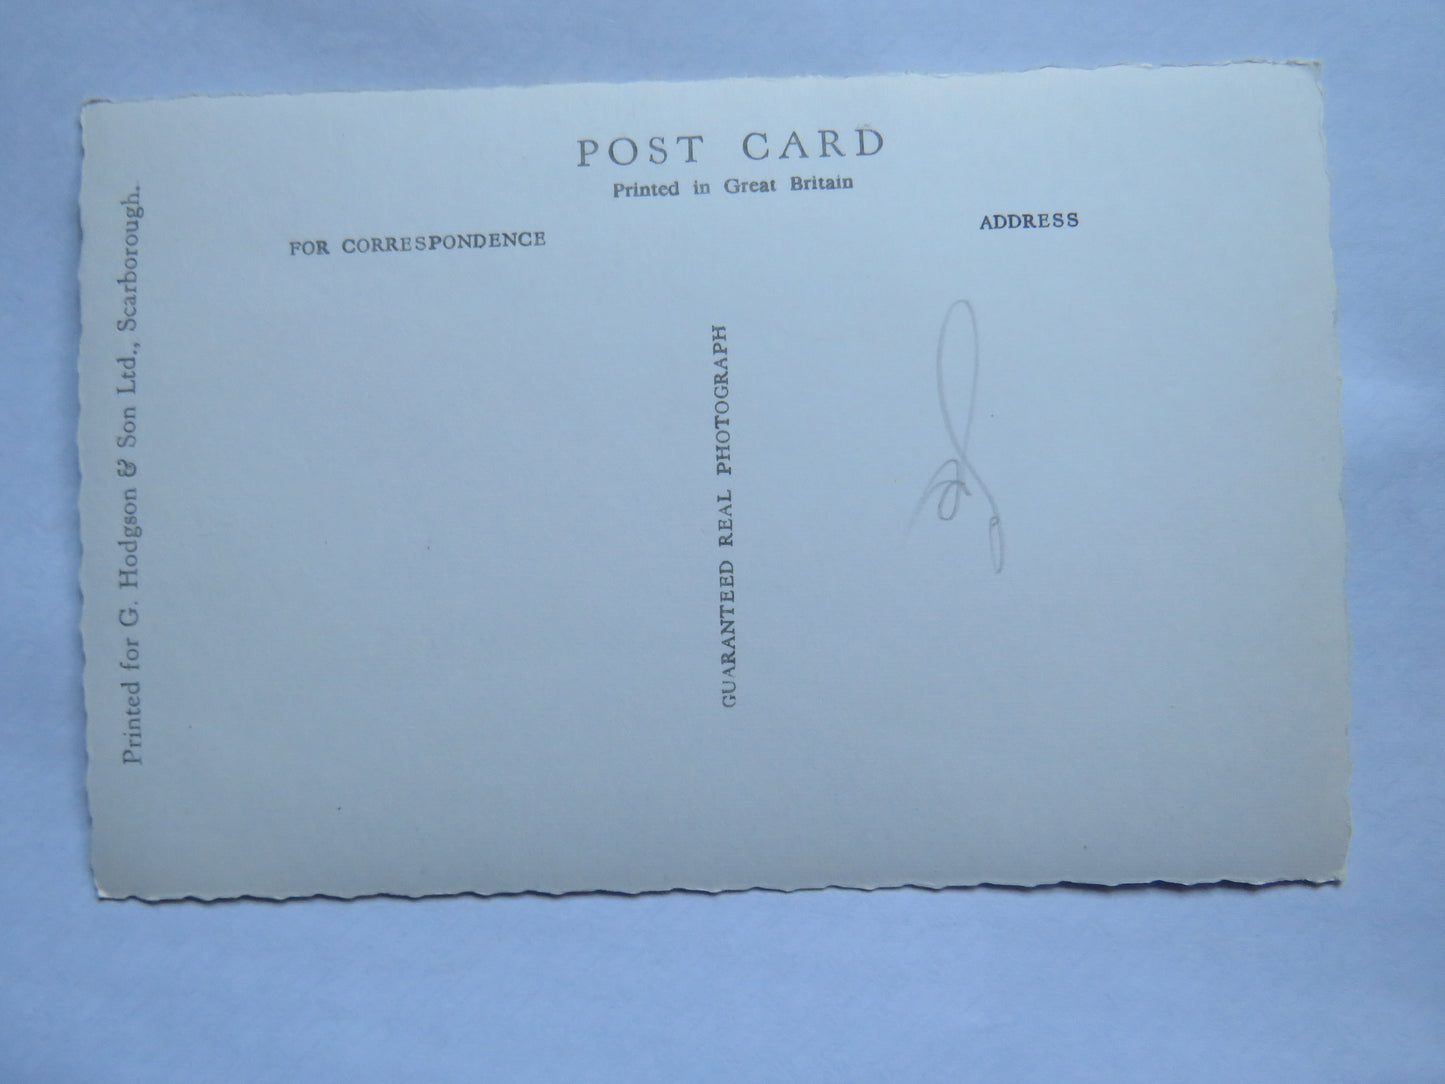 POST CARD
Printed in Great Britain
FOR CORRESPONDENCE
ADDRESS
GUARANTEED REAL PHOTOGRAPH
Printed for G. Hodgson & Son Ltd., Scarborough.